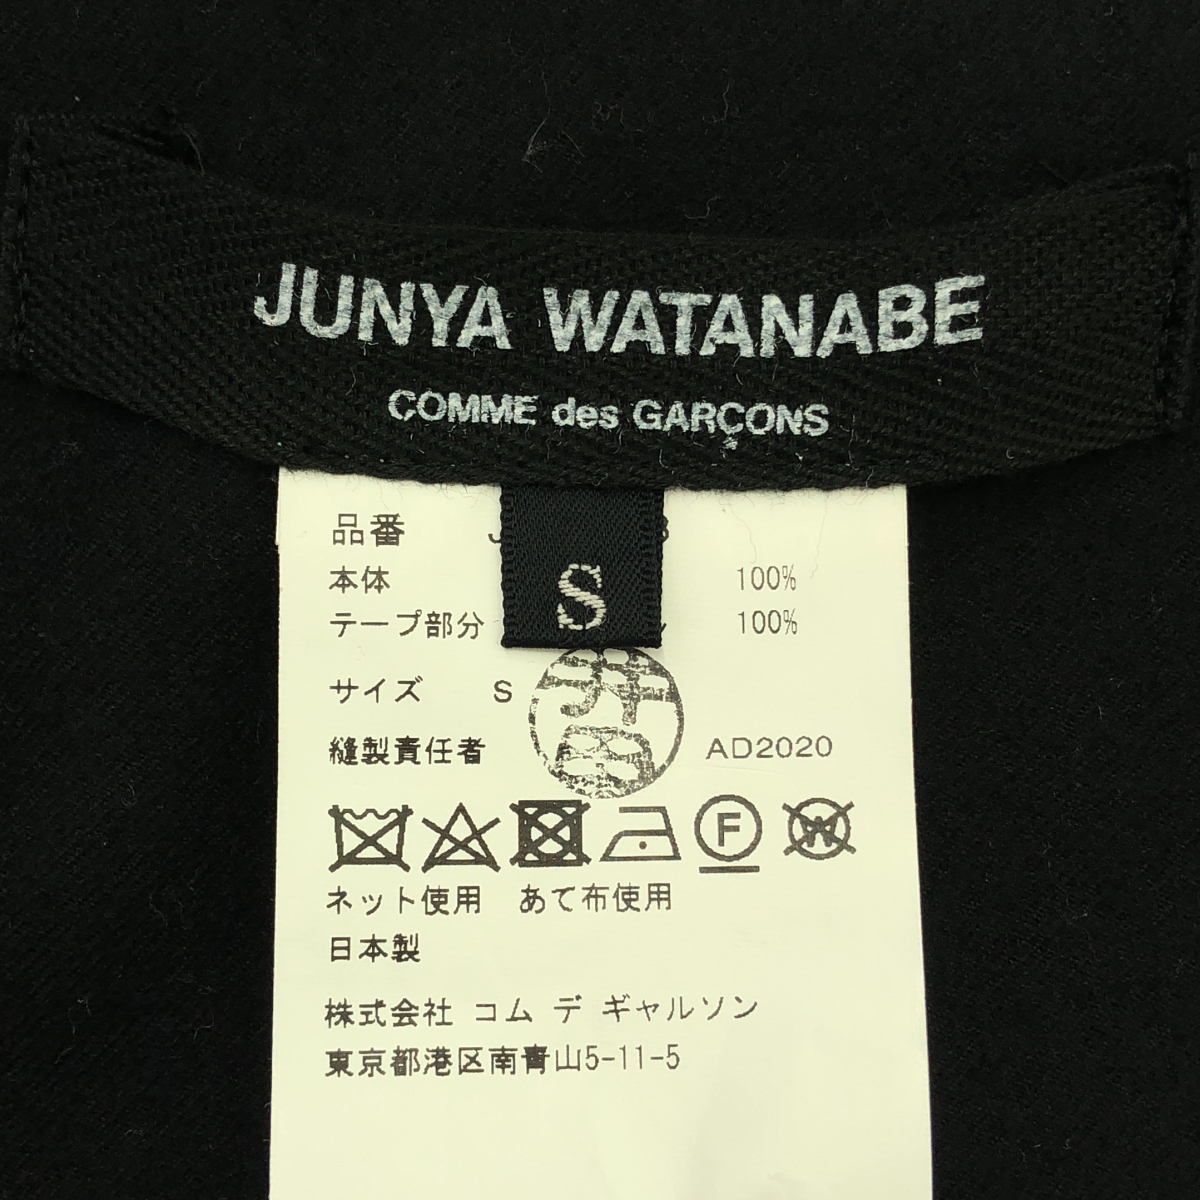 JUNYA WATANABE
COMME des GARÇONS
品番
S
本体 100%
テープ部分 100%
サイズ S
縫製責任者 AD2020
F W
ネット使用 あて布使用
日本製
株式会社 コム デ ギャルソン
東京都港区南青山5-11-5